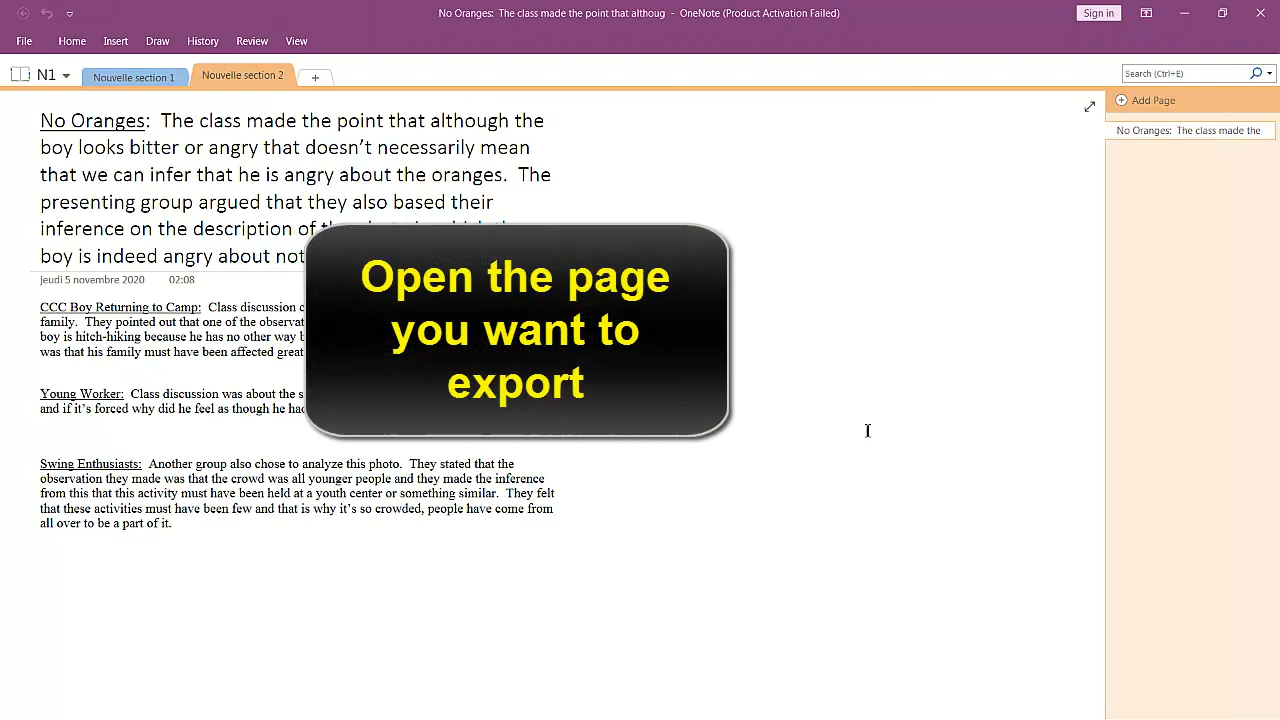 No Oranges:  The class made the point that althoug  -  OneNote (Product Activation Failed)
Sign in
File Home Insert Draw History Review View
N1 Nouvelle section 1 Nouvelle section 2 +
Search (Ctrl+E)
Add Page
No Oranges:  The class made the
No Oranges:  The class made the point that although the
boy looks bitter or angry that doesn't necessarily mean
that we can infer that he is angry about the oranges.  The
presenting group argued that they also based their
inference on the description of
boy is indeed angry about not
jeudi 5 novembre 2020 02:08
CCC Boy Returning to Camp:  Class discussion
family.  They pointed out that one of the
boy is hitch-hiking because he has no other way
was that his family must have been affected
Young Worker:  Class discussion was about the
and if it's forced why did he feel as though he
Swing Enthusiasts:  Another group also chose to analyze this photo.  They stated that the
observation they made was that the crowd was all younger people and they made the inference
from this that this activity must have been held at a youth center or something similar.  They felt
that these activities must have been few and that is why it's so crowded, people have come from
all over to be a part of it.
Open the page
you want to
export